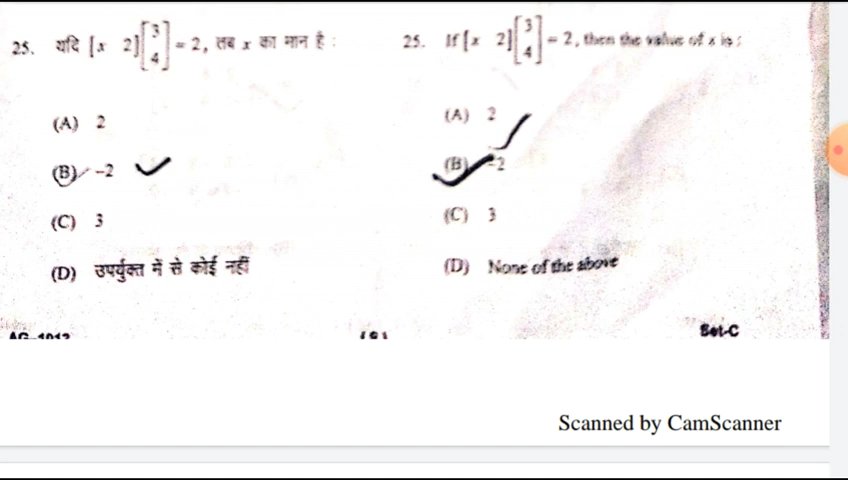 25. यदि [x 2][3 4] = 2, तब x का मान है :
(A) 2
(B) -2
(C) 3
(D) उपर्युक्त में से कोई नहीं
25. If [x 2][3 4] = 2, then the value of x is :
(A) 2
(B) -2
(C) 3
(D) None of the above
Set-C
Scanned by CamScanner